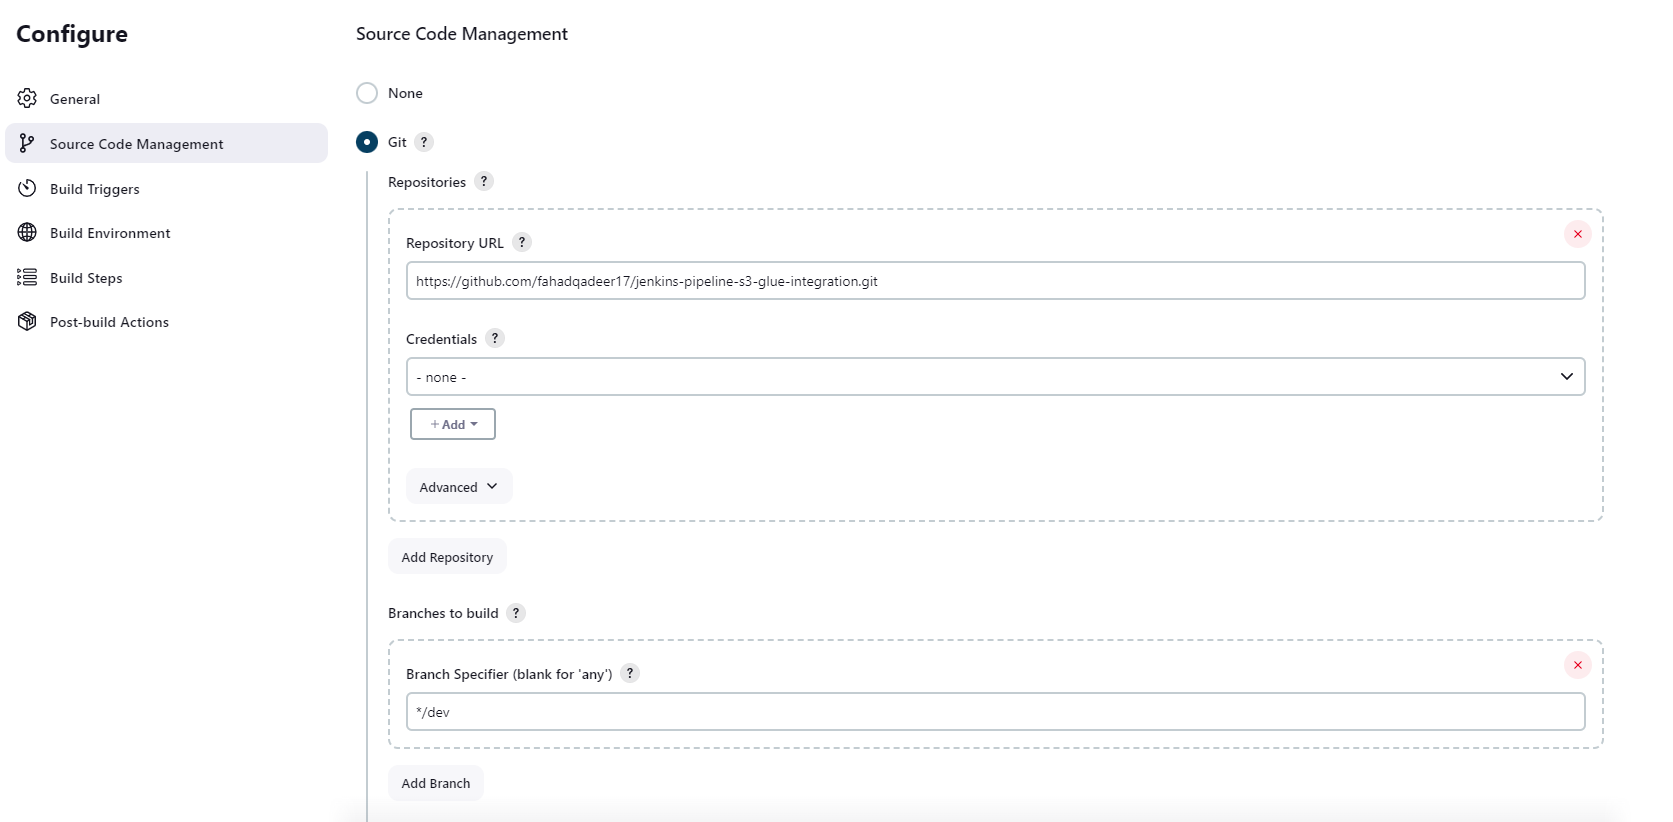 Configure
General
Source Code Management
Build Triggers
Build Environment
Build Steps
Post-build Actions
Source Code Management
None
Git ?
Repositories ?
Repository URL ?
https://github.com/fahadqadeer17/jenkins-pipeline-s3-glue-integration.git
Credentials ?
- none -
+ Add
Advanced
Add Repository
Branches to build ?
Branch Specifier (blank for 'any') ?
*/dev
Add Branch